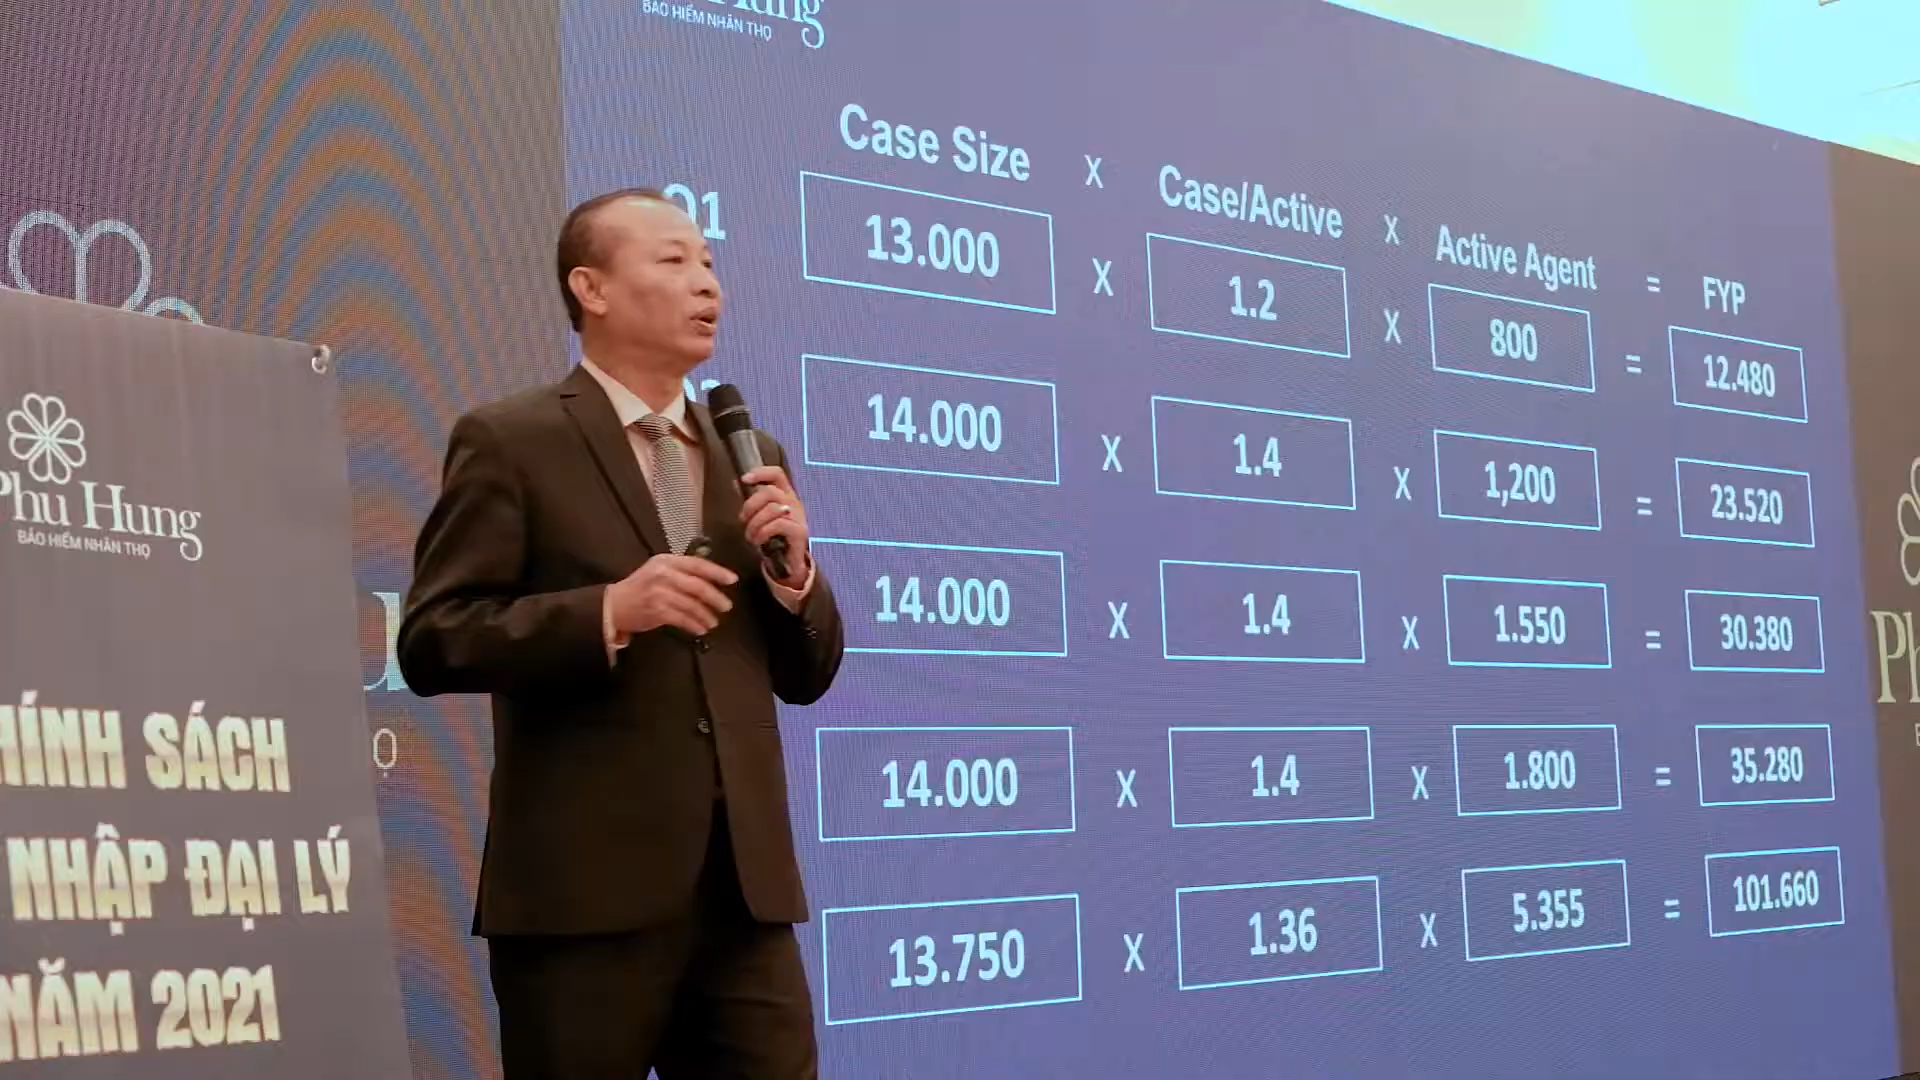 BẢO HIỂM NHÂN THỌ
Case Size X Case/Active X Active Agent = FYP
Q1 13.000 X 1.2 X 800 = 12.480
14.000 X 1.4 X 1,200 = 23.520
14.000 X 1.4 X 1.550 = 30.380
14.000 X 1.4 X 1.800 = 35.280
13.750 X 1.36 X 5.355 = 101.660
Phu Hung
BẢO HIỂM NHÂN THỌ
HÍNH SÁCH
NHẬP ĐẠI LÝ
NĂM 2021